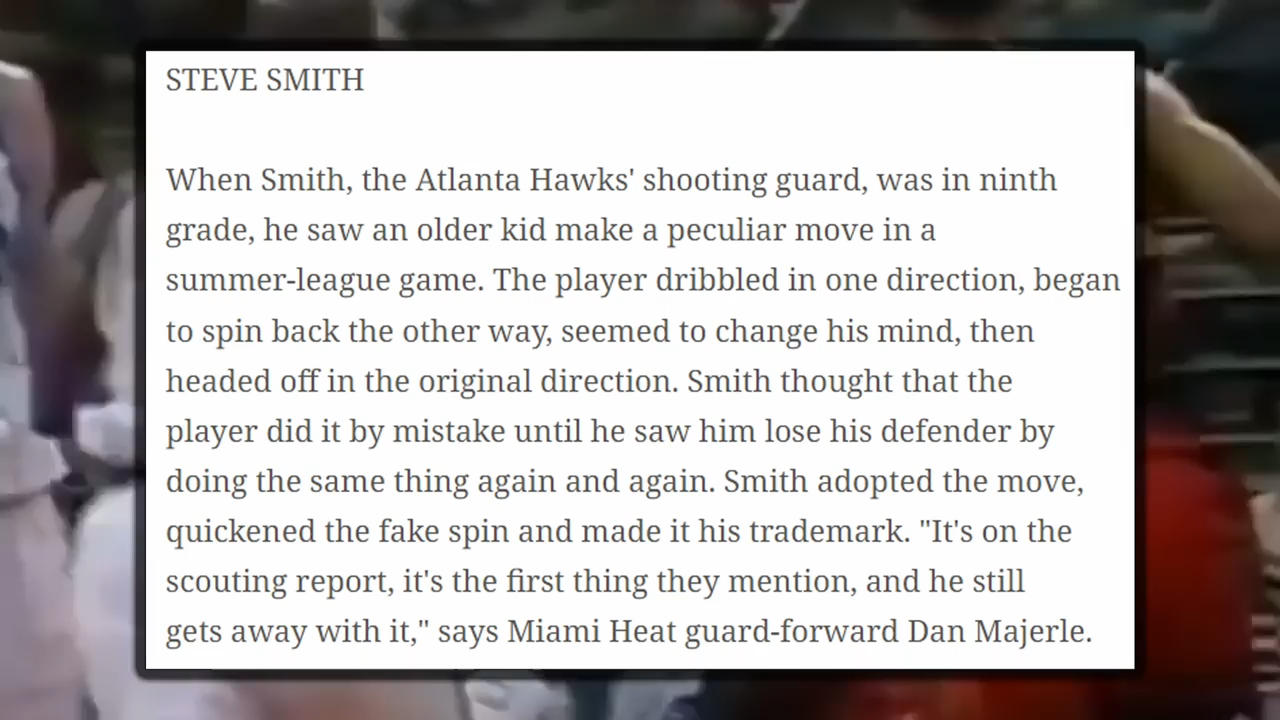 STEVE SMITH
When Smith, the Atlanta Hawks' shooting guard, was in ninth
grade, he saw an older kid make a peculiar move in a
summer-league game. The player dribbled in one direction, began
to spin back the other way, seemed to change his mind, then
headed off in the original direction. Smith thought that the
player did it by mistake until he saw him lose his defender by
doing the same thing again and again. Smith adopted the move,
quickened the fake spin and made it his trademark. "It's on the
scouting report, it's the first thing they mention, and he still
gets away with it," says Miami Heat guard-forward Dan Majerle.